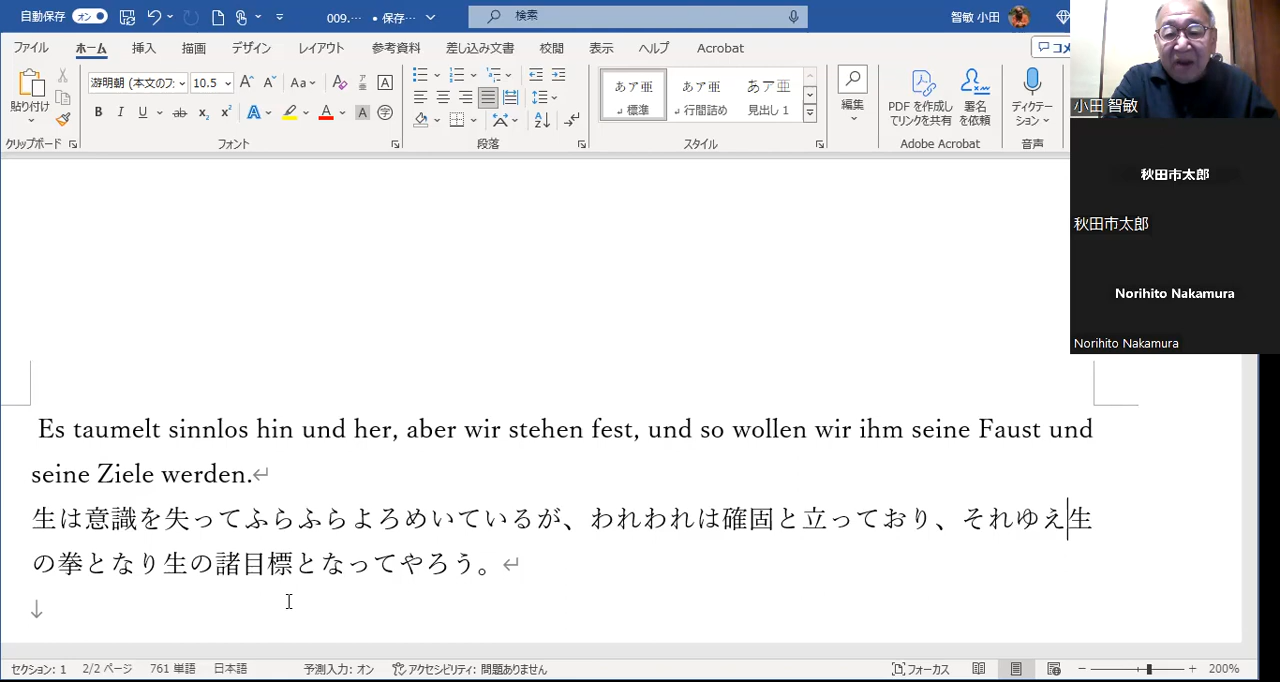 自動保存 オン 009.… • 保存… 検索 智敏 小田
ファイル ホーム 挿入 描画 デザイン レイアウト 参考資料 差し込み文書 校閲 表示 ヘルプ Acrobat コメ
貼り付け
クリップボード
游明朝 (本文のフ: 10.5 A A Aa A 亜 A
B I U ab x₂ x² A A 字
フォント
段落
あア亜 あア亜 あア亜
標準 行間詰め 見出し 1
スタイル
編集
PDF を作成し
てリンクを共有
署名
を依頼
Adobe Acrobat
ディクテー
ション
音声
小田 智敏
秋田市太郎
秋田市太郎
Norihito Nakamura
Norihito Nakamura
Es taumelt sinnlos hin und her, aber wir stehen fest, und so wollen wir ihm seine Faust und
seine Ziele werden.↵
生は意識を失ってふらふらよろめいているが、われわれは確固と立っており、それゆえ生
の拳となり生の諸目標となってやろう。↵
↓
セクション: 1 2/2 ページ 761 単語 日本語 予測入力: オン アクセシビリティ: 問題ありません フォーカス 200%